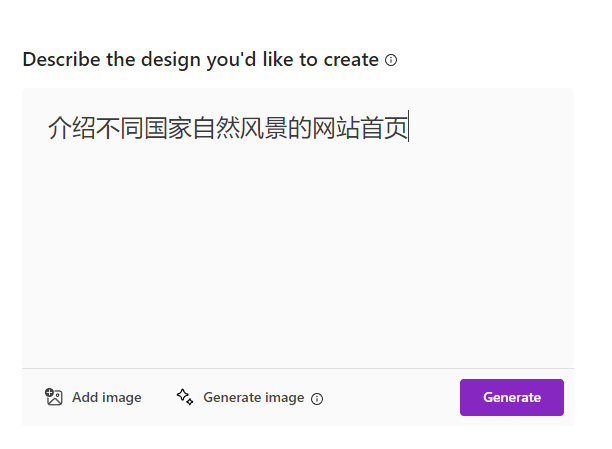 Describe the design you'd like to create
介绍不同国家自然风景的网站首页
Add image
Generate image
Generate